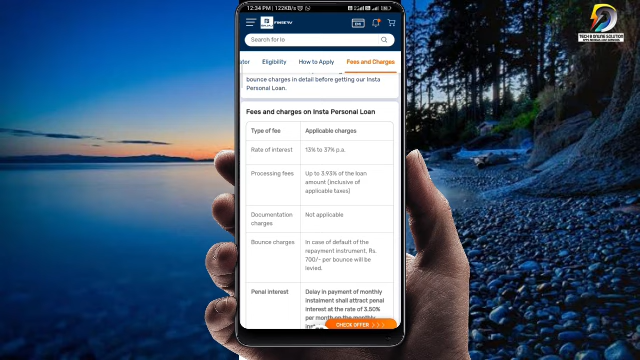 12:34 PM | 122KB/s
Search for lo
Eligibility
How to Apply
Fees and Charges
bounce charges in detail before getting our Insta
Personal Loan.
Fees and charges on Insta Personal Loan
Type of fee
Applicable charges
Rate of interest
13% to 37% p.a.
Processing fees
Up to 3.93% of the loan
amount (inclusive of
applicable taxes)
Documentation
charges
Not applicable
Bounce charges
In case of default of the
repayment instrument, Rs.
700/- per bounce will be
levied.
Penal interest
Delay in payment of monthly
instalment shall attract penal
interest at the rate of 3.50%
per month on the monthly
CHECK OFFER
TECH B ONLINE SOLUTION